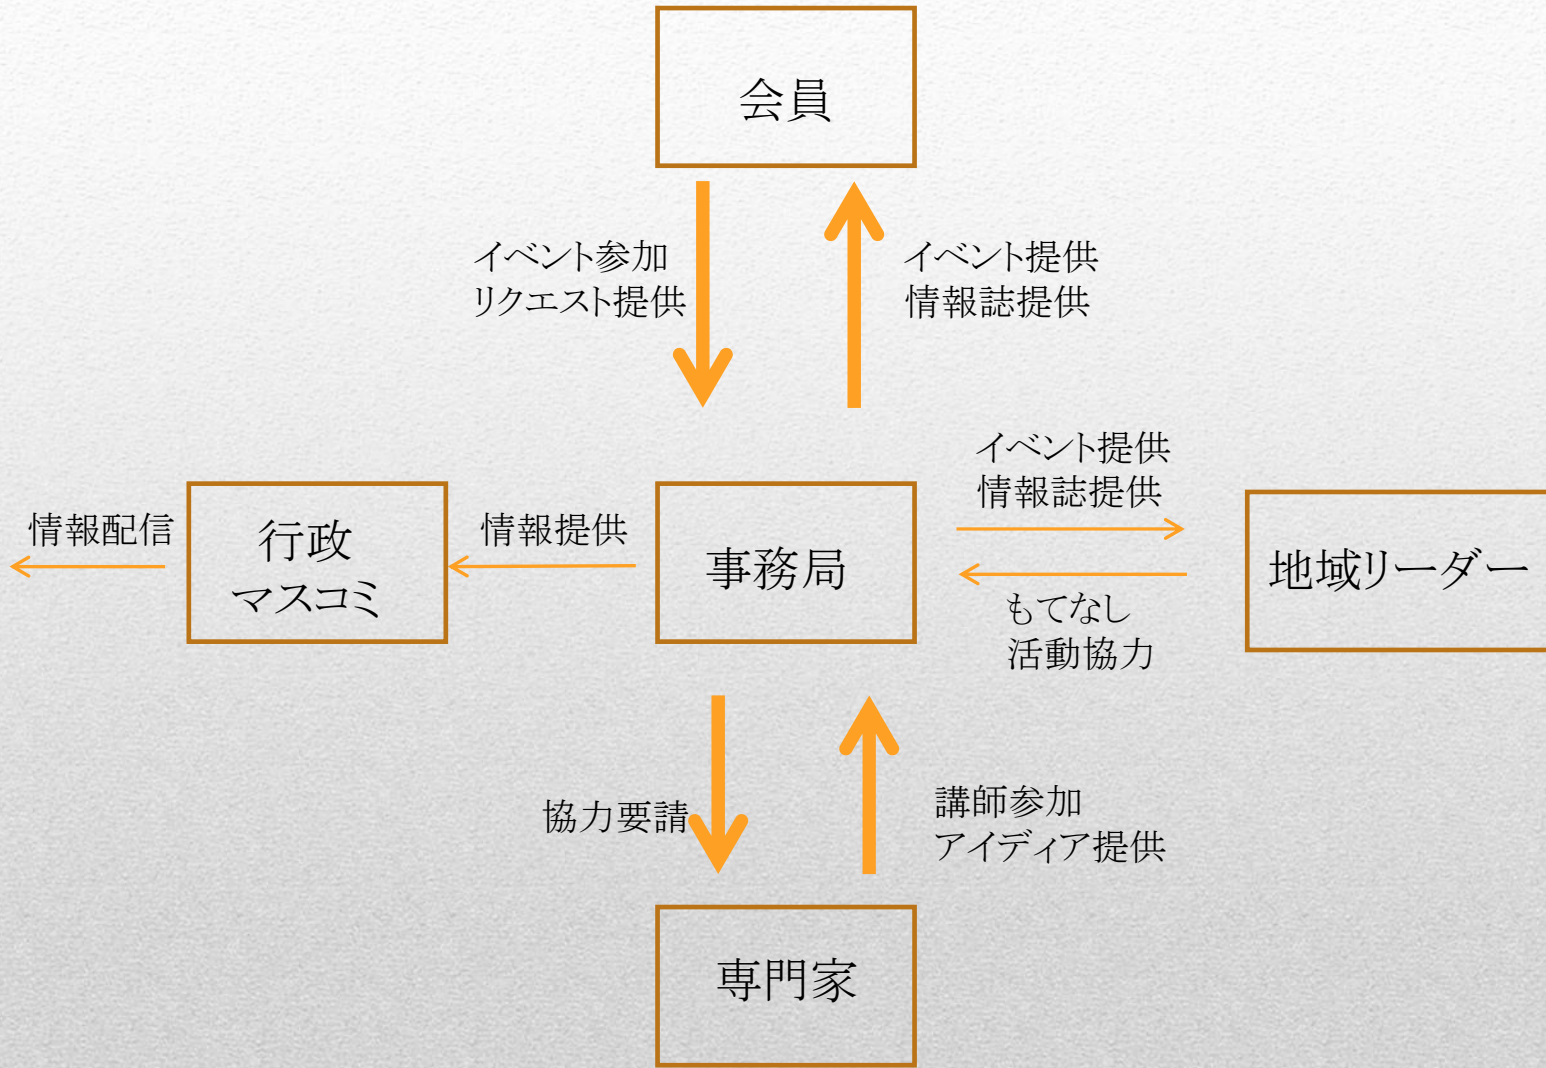 会員
イベント参加
リクエスト提供
イベント提供
情報誌提供
イベント提供
情報誌提供
情報配信
行政
マスコミ
情報提供
事務局
地域リーダー
もてなし
活動協力
協力要請
講師参加
アイディア提供
専門家